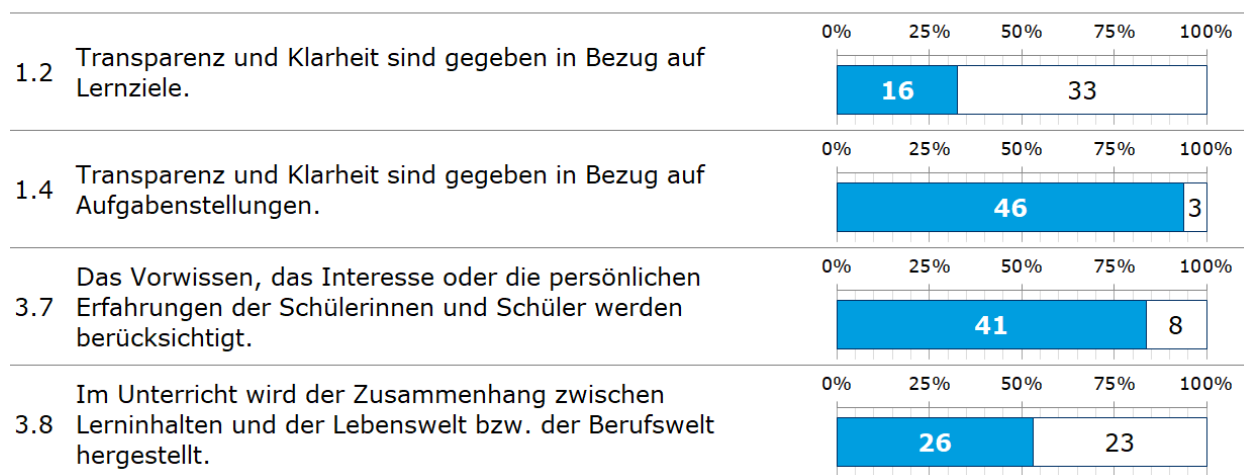 0% 25% 50% 75% 100%
1.2 Transparenz und Klarheit sind gegeben in Bezug auf
Lernziele.
16 33
0% 25% 50% 75% 100%
1.4 Transparenz und Klarheit sind gegeben in Bezug auf
Aufgabenstellungen.
46 3
0% 25% 50% 75% 100%
Das Vorwissen, das Interesse oder die persönlichen
3.7 Erfahrungen der Schülerinnen und Schüler werden
berücksichtigt.
41 8
0% 25% 50% 75% 100%
Im Unterricht wird der Zusammenhang zwischen
3.8 Lerninhalten und der Lebenswelt bzw. der Berufswelt
hergestellt.
26 23